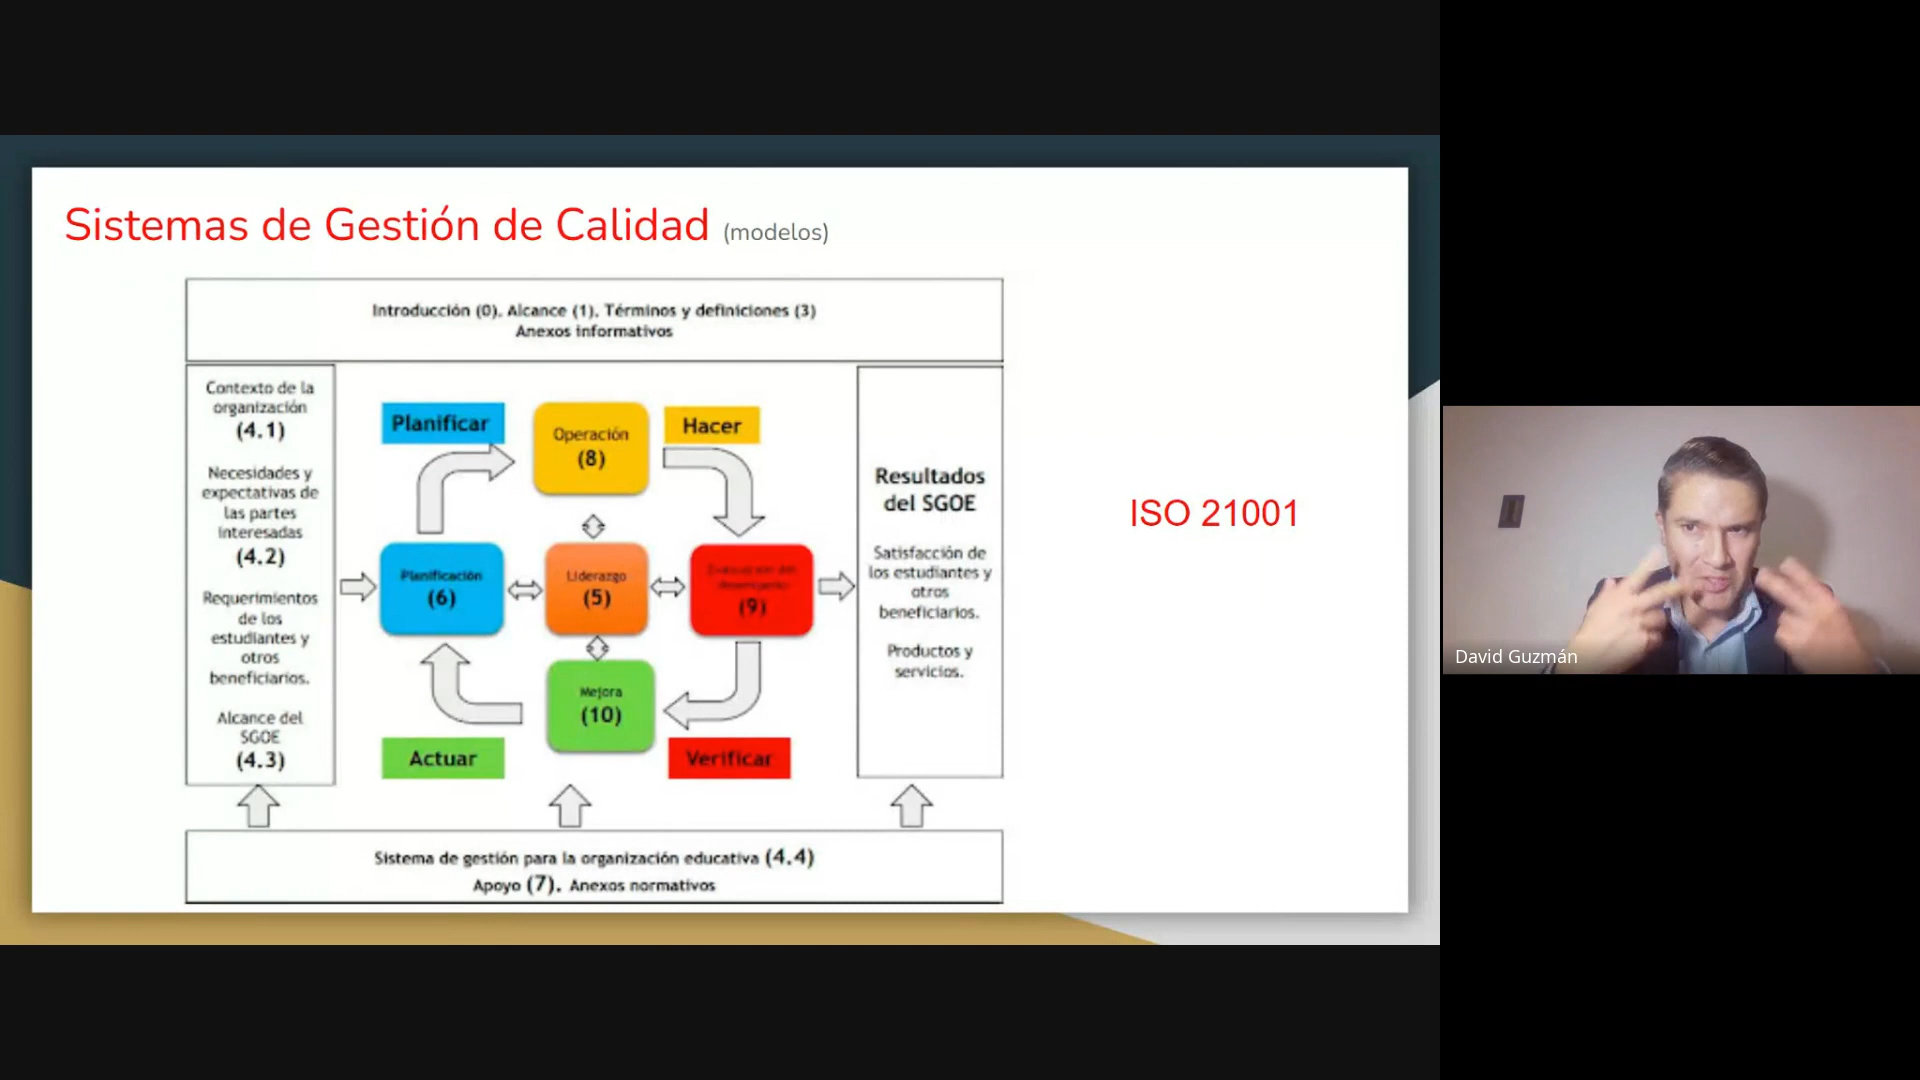 Sistemas de Gestión de Calidad (modelos)
Introducción (0), Alcance (1), Términos y definiciones (3)
Anexos informativos
Contexto de la
organización
(4.1)
Necesidades y
expectativas de
las partes
interesadas
(4.2)
Requerimientos
de los
estudiantes y
otros
beneficiarios.
Alcance del
SGOE
(4.3)
Planificar
Operación
(8)
Hacer
Planificación
(6)
Liderazgo
(5)
Evaluación del
desempeño
(9)
Mejora
(10)
Actuar
Verificar
Resultados
del SGOE
Satisfacción de
los estudiantes y
otros
beneficiarios.
Productos y
servicios.
Sistema de gestión para la organización educativa (4.4)
Apoyo (7). Anexos normativos
ISO 21001
David Guzmán